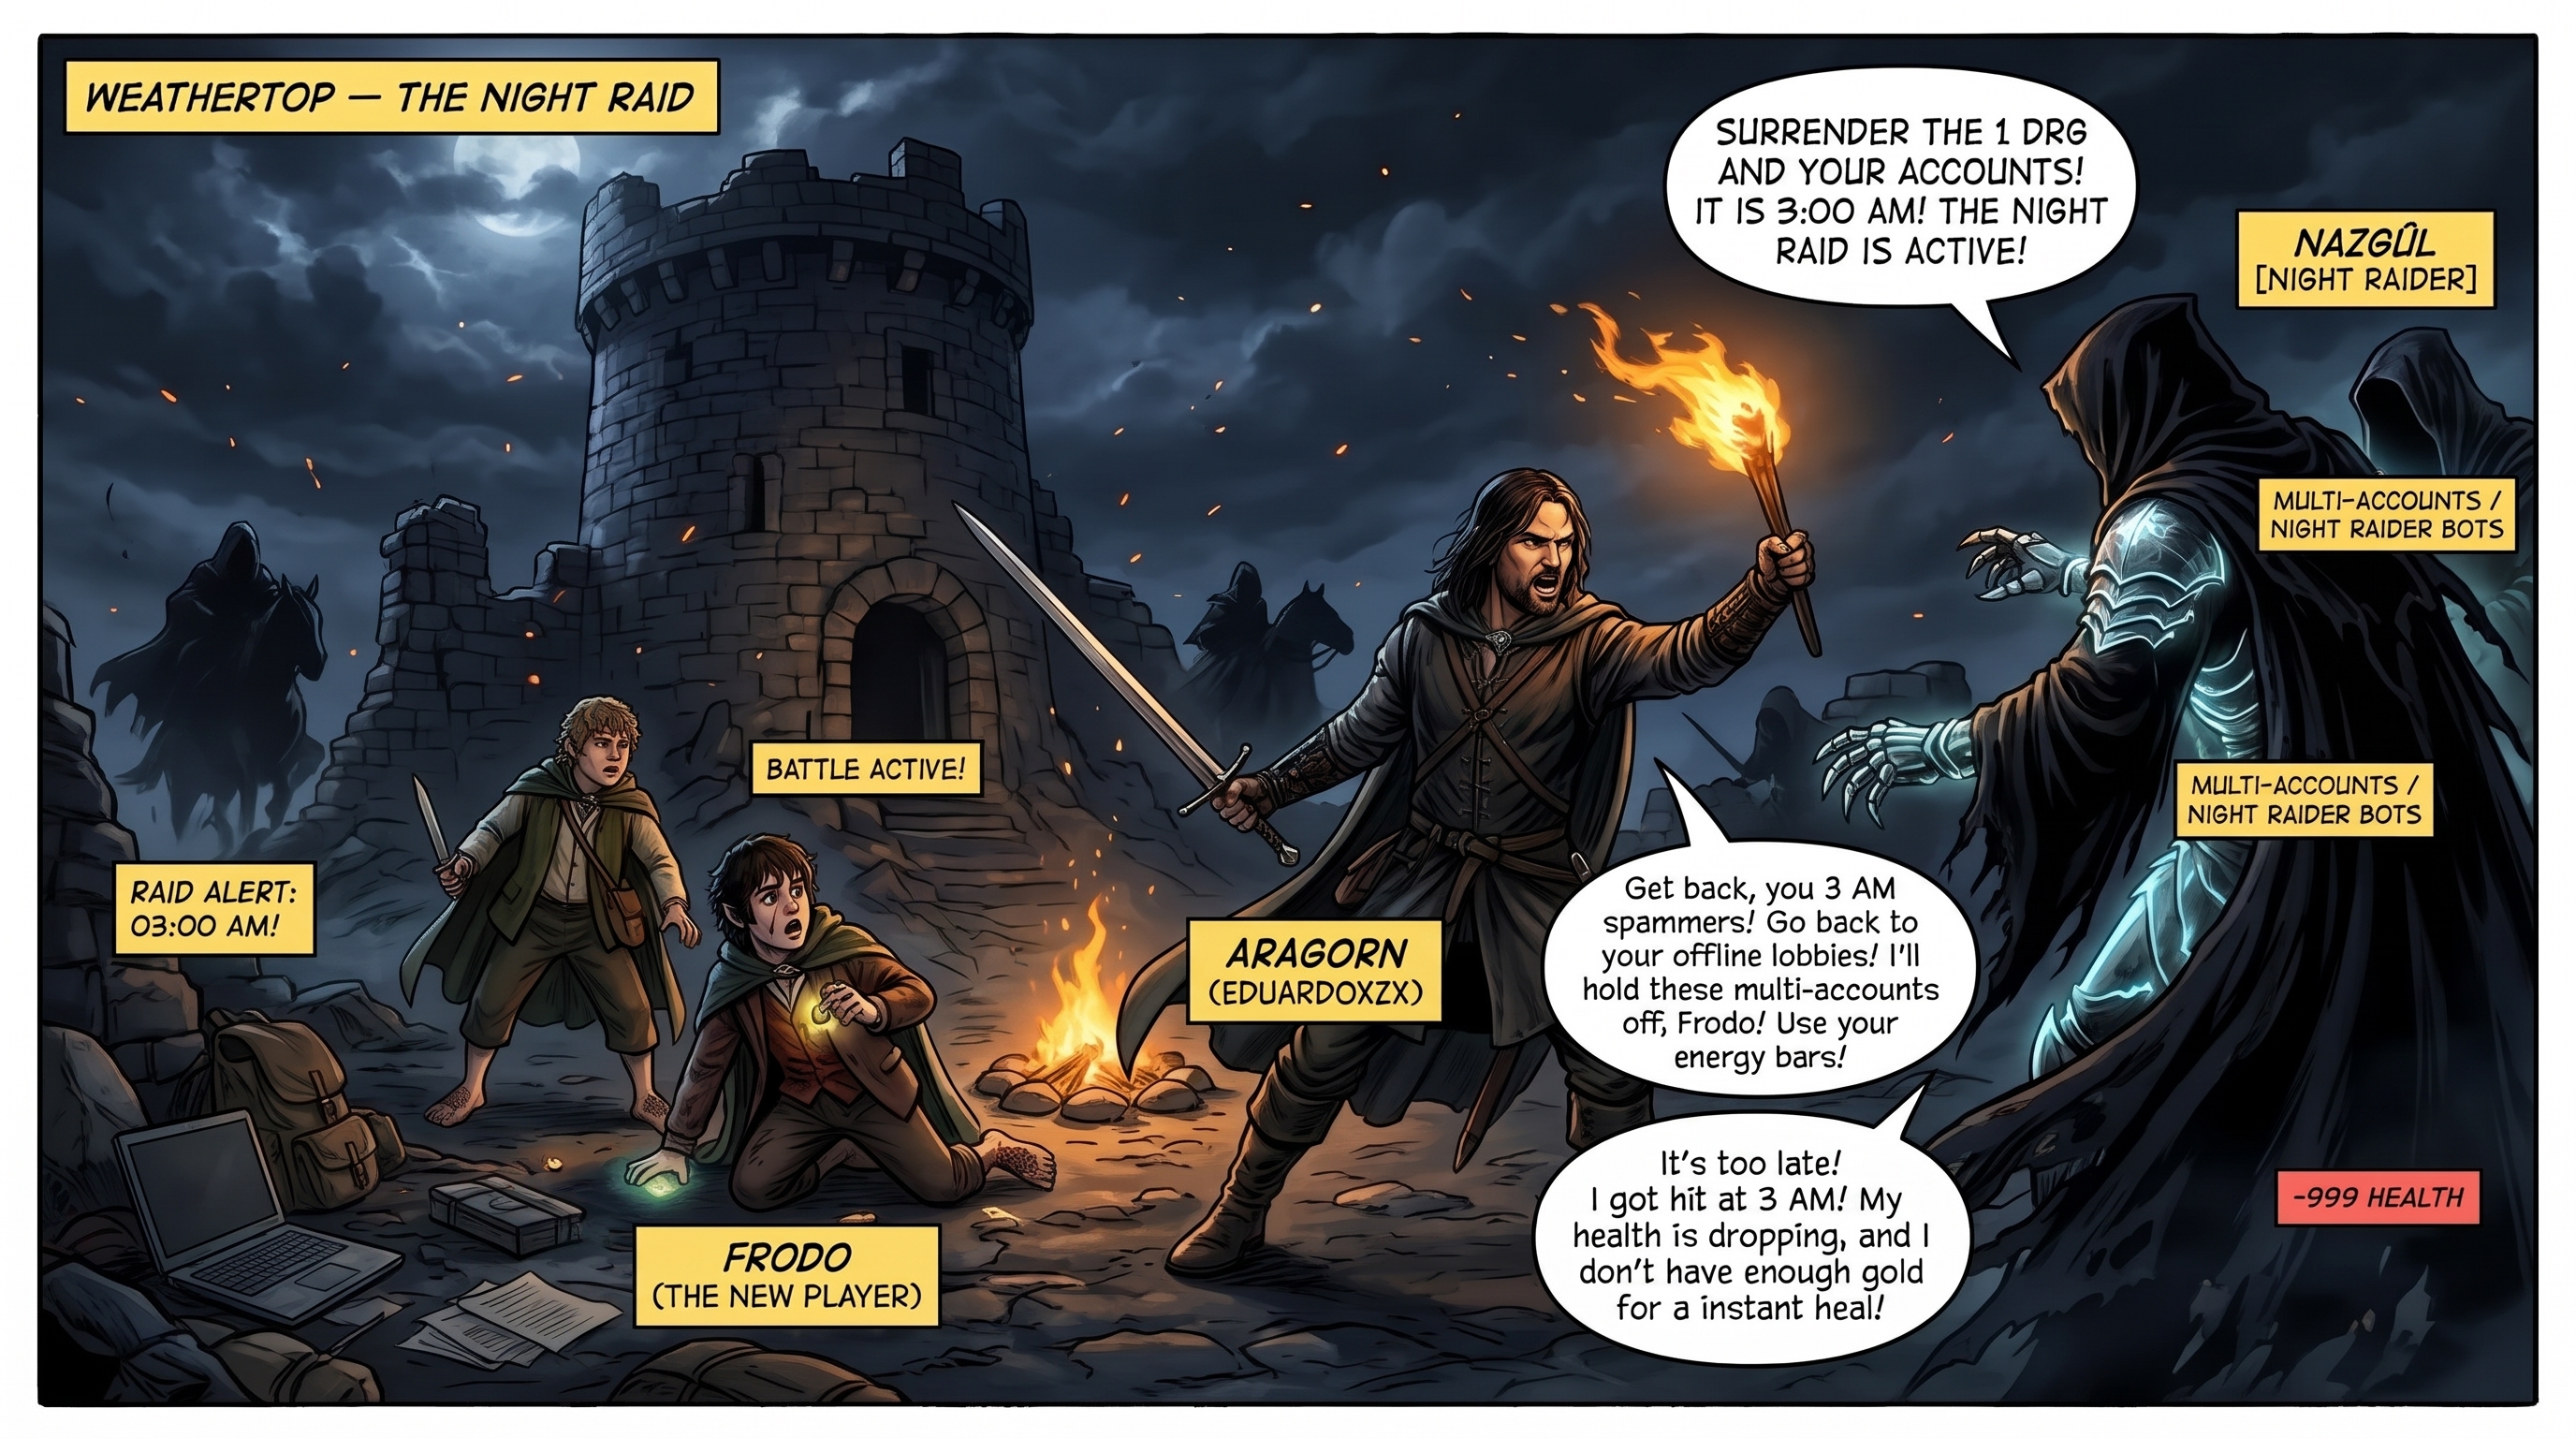 WEATHERTOP — THE NIGHT RAID
SURRENDER THE 1 DRG
AND YOUR ACCOUNTS!
IT IS 3:00 AM! THE NIGHT
RAID IS ACTIVE!
NAZGÛL
[NIGHT RAIDER]
MULTI-ACCOUNTS /
NIGHT RAIDER BOTS
BATTLE ACTIVE!
MULTI-ACCOUNTS /
NIGHT RAIDER BOTS
RAID ALERT:
03:00 AM!
ARAGORN
(EDUARDOXZX)
Get back, you 3 AM
spammers! Go back to
your offline lobbies! I'll
hold these multi-accounts
off, Frodo! Use your
energy bars!
It's too late!
I got hit at 3 AM! My
health is dropping, and I
don't have enough gold
for a instant heal!
-999 HEALTH
FRODO
(THE NEW PLAYER)